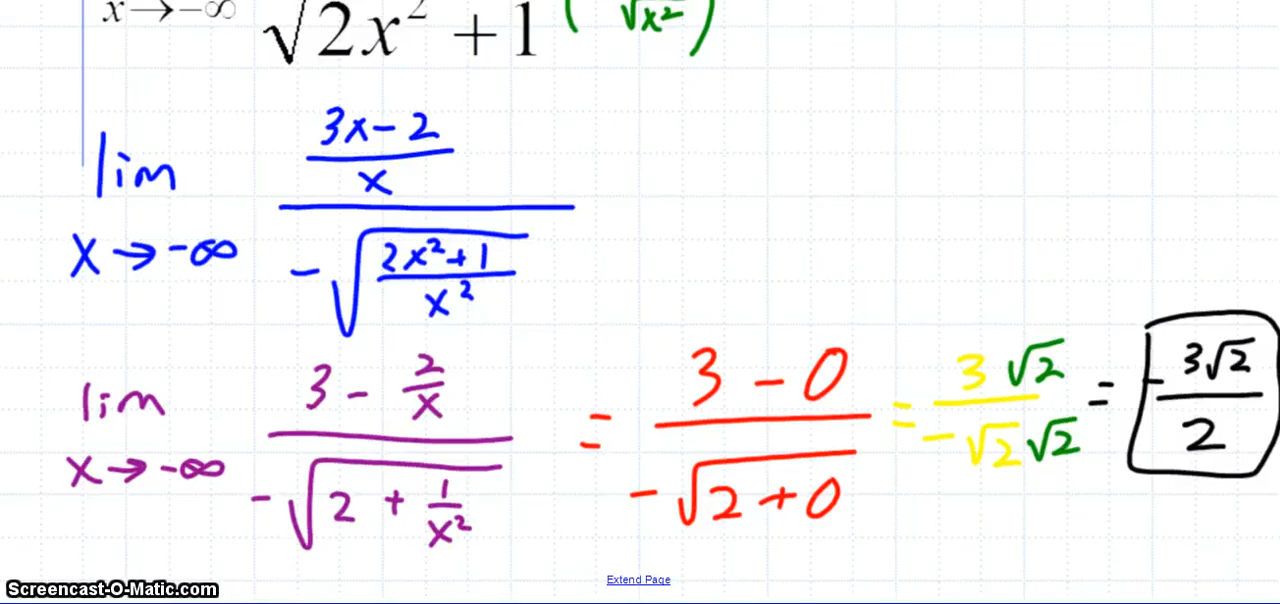 x→−∞ √2x² + 1 ( √x² )
lim x→−∞ (3x − 2)/x / −√((2x² + 1)/x²)
lim x→−∞ (3 − 2/x) / −√(2 + 1/x²) = (3 − 0) / −√(2 + 0) = 3√2 / −√2√2 = −3√2/2
Extend Page
Screencast-O-Matic.com